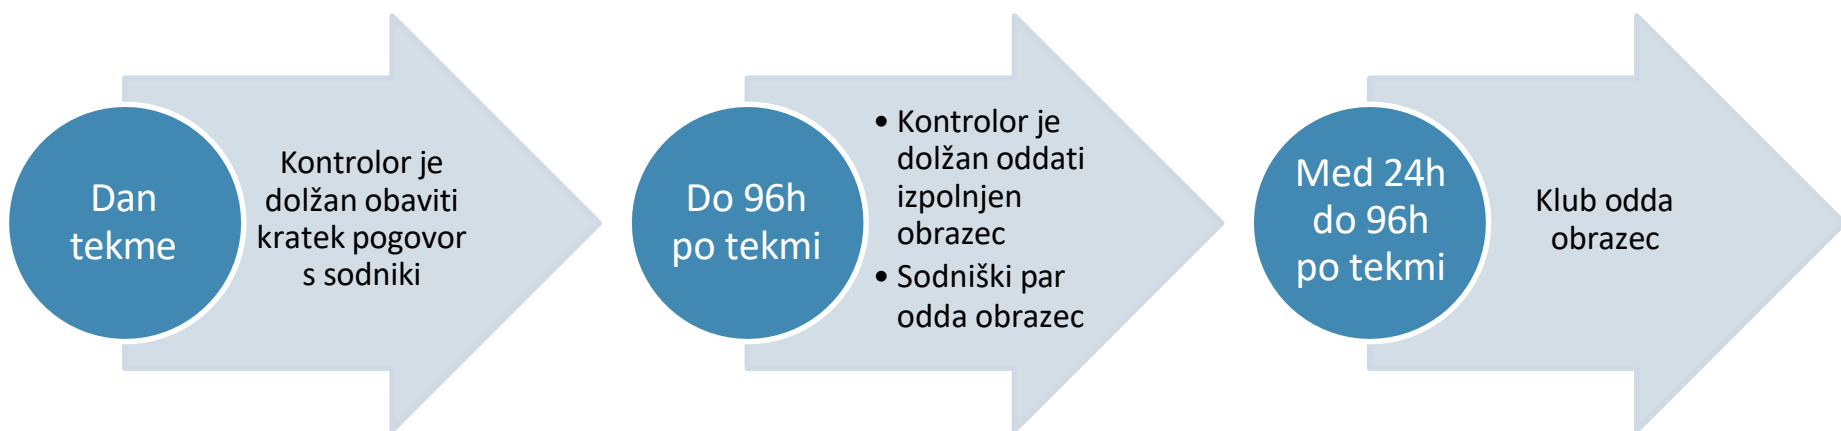 Dan
tekme
Kontrolor je
dolžan obaviti
kratek pogovor
s sodniki
Do 96h
po tekmi
• Kontrolor je
dolžan oddati
izpolnjen
obrazec
• Sodniški par
odda obrazec
Med 24h
do 96h
po tekmi
Klub odda
obrazec